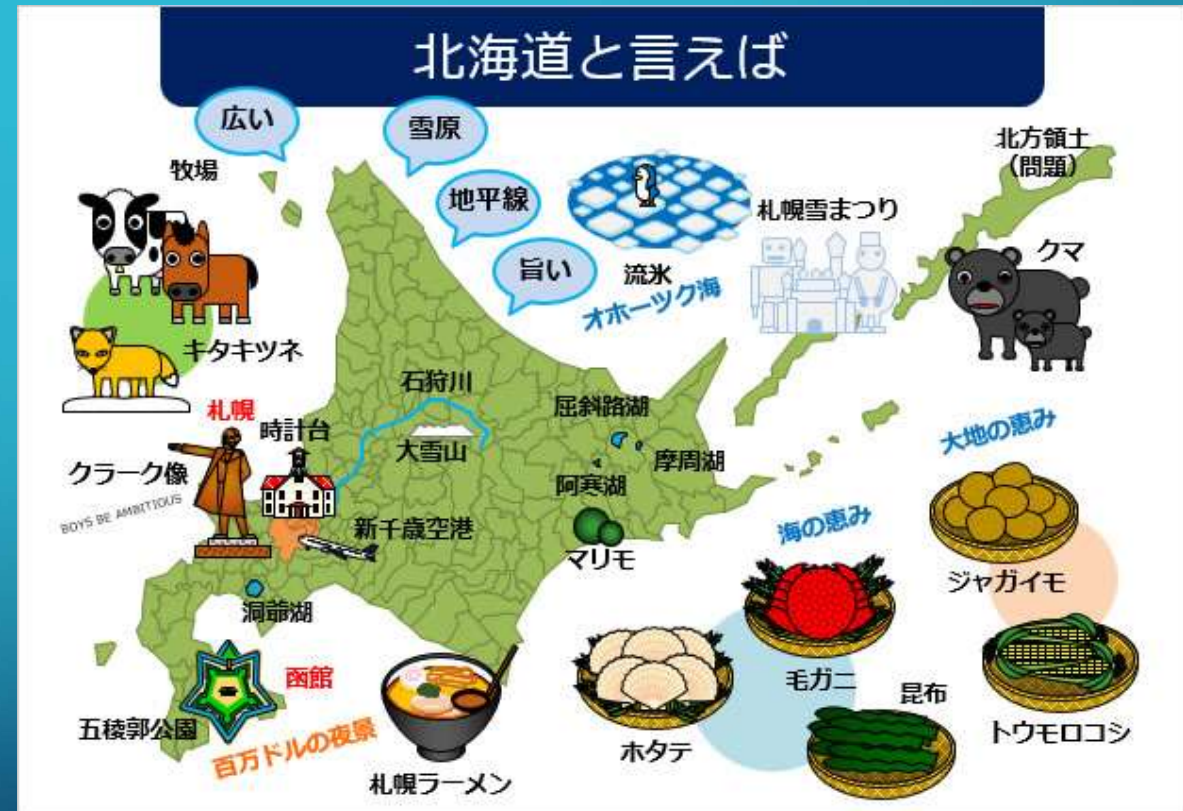 北海道と言えば
広い
雪原
地平線
旨い
牧場
キタキツネ
流氷
オホーツク海
札幌雪まつり
北方領土
(問題)
クマ
札幌
時計台
クラーク像
BOYS BE AMBITIOUS
石狩川
大雪山
新千歳空港
屈斜路湖
摩周湖
阿寒湖
マリモ
洞爺湖
函館
五稜郭公園
百万ドルの夜景
札幌ラーメン
海の恵み
ホタテ
毛ガニ
昆布
大地の恵み
ジャガイモ
トウモロコシ